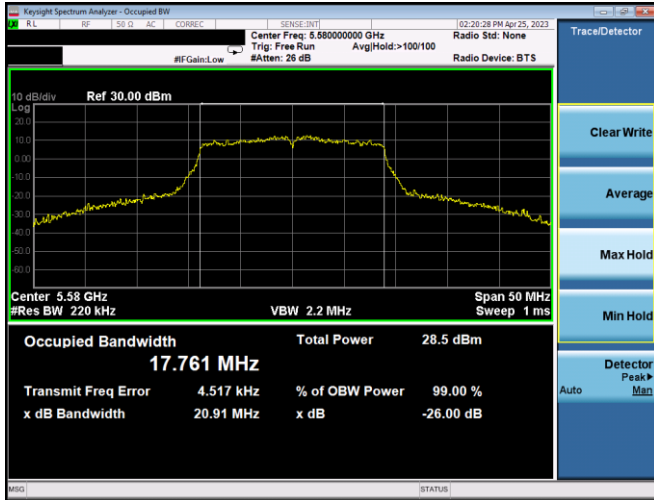 Keysight Spectrum Analyzer - Occupied BW
RL RF 50 Ω AC CORREC SENSE:INT 02:20:28 PM Apr 25, 2023
Center Freq: 5.580000000 GHz Radio Std: None
Trig: Free Run Avg|Hold:>100/100
#IFGain:Low #Atten: 26 dB Radio Device: BTS
Trace/Detector
10 dB/div Ref 30.00 dBm
Log
20.0
10.0
0.00
-10.0
-20.0
-30.0
-40.0
-50.0
-60.0
Center 5.58 GHz Span 50 MHz
#Res BW 220 kHz VBW 2.2 MHz Sweep 1 ms
Occupied Bandwidth Total Power 28.5 dBm
17.761 MHz
Transmit Freq Error 4.517 kHz % of OBW Power 99.00 %
x dB Bandwidth 20.91 MHz x dB -26.00 dB
Clear Write
Average
Max Hold
Min Hold
Detector
Peak▶
Auto Man
MSG STATUS